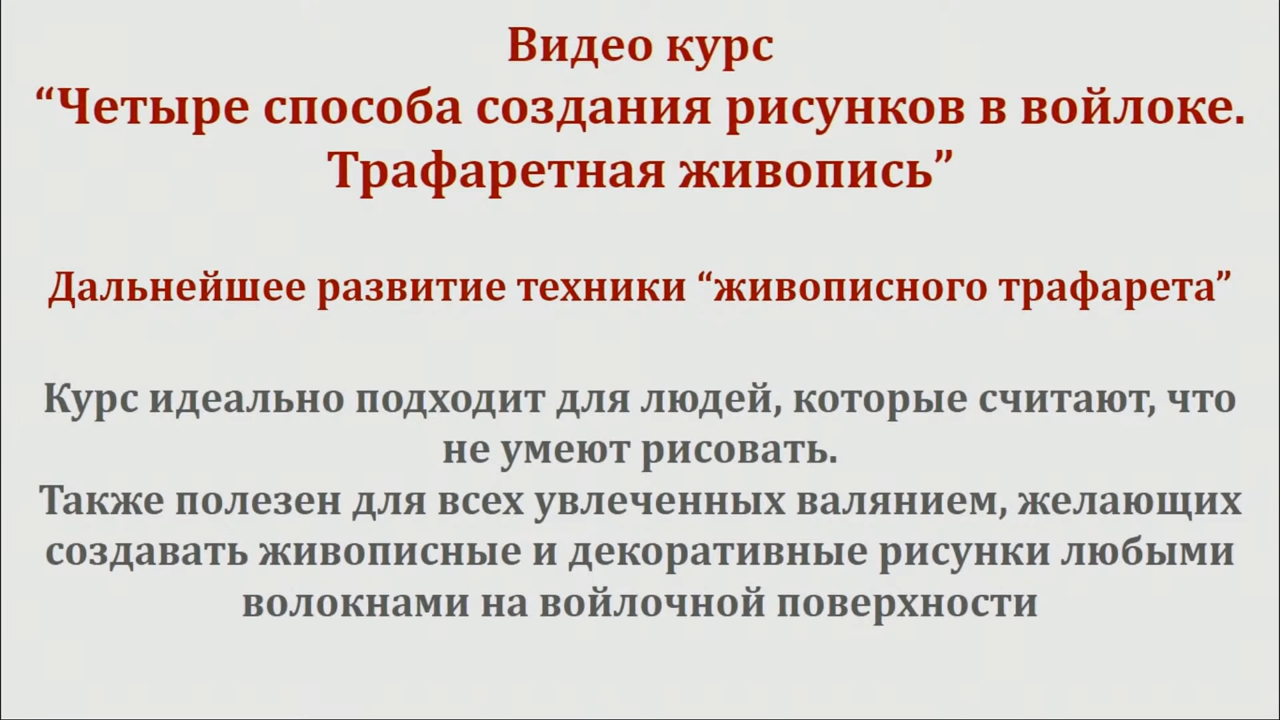 Видео курс
“Четыре способа создания рисунков в войлоке.
Трафаретная живопись”
Дальнейшее развитие техники “живописного трафарета”
Курс идеально подходит для людей, которые считают, что
не умеют рисовать.
Также полезен для всех увлеченных валянием, желающих
создавать живописные и декоративные рисунки любыми
волокнами на войлочной поверхности